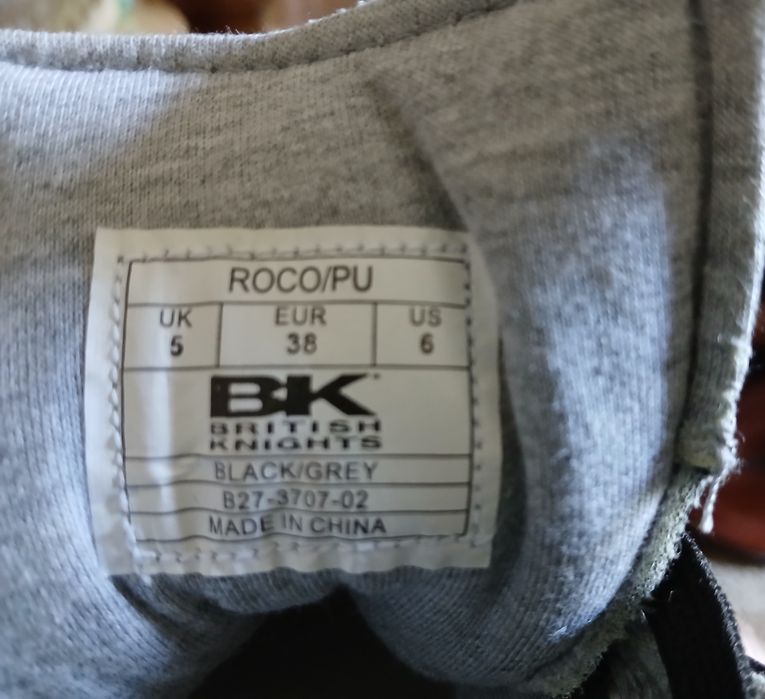 ROCO/PU
UK EUR US
5 38 6
BK
BRITISH
KNIGHTS
BLACK/GREY
B27-3707-02
MADE IN CHINA